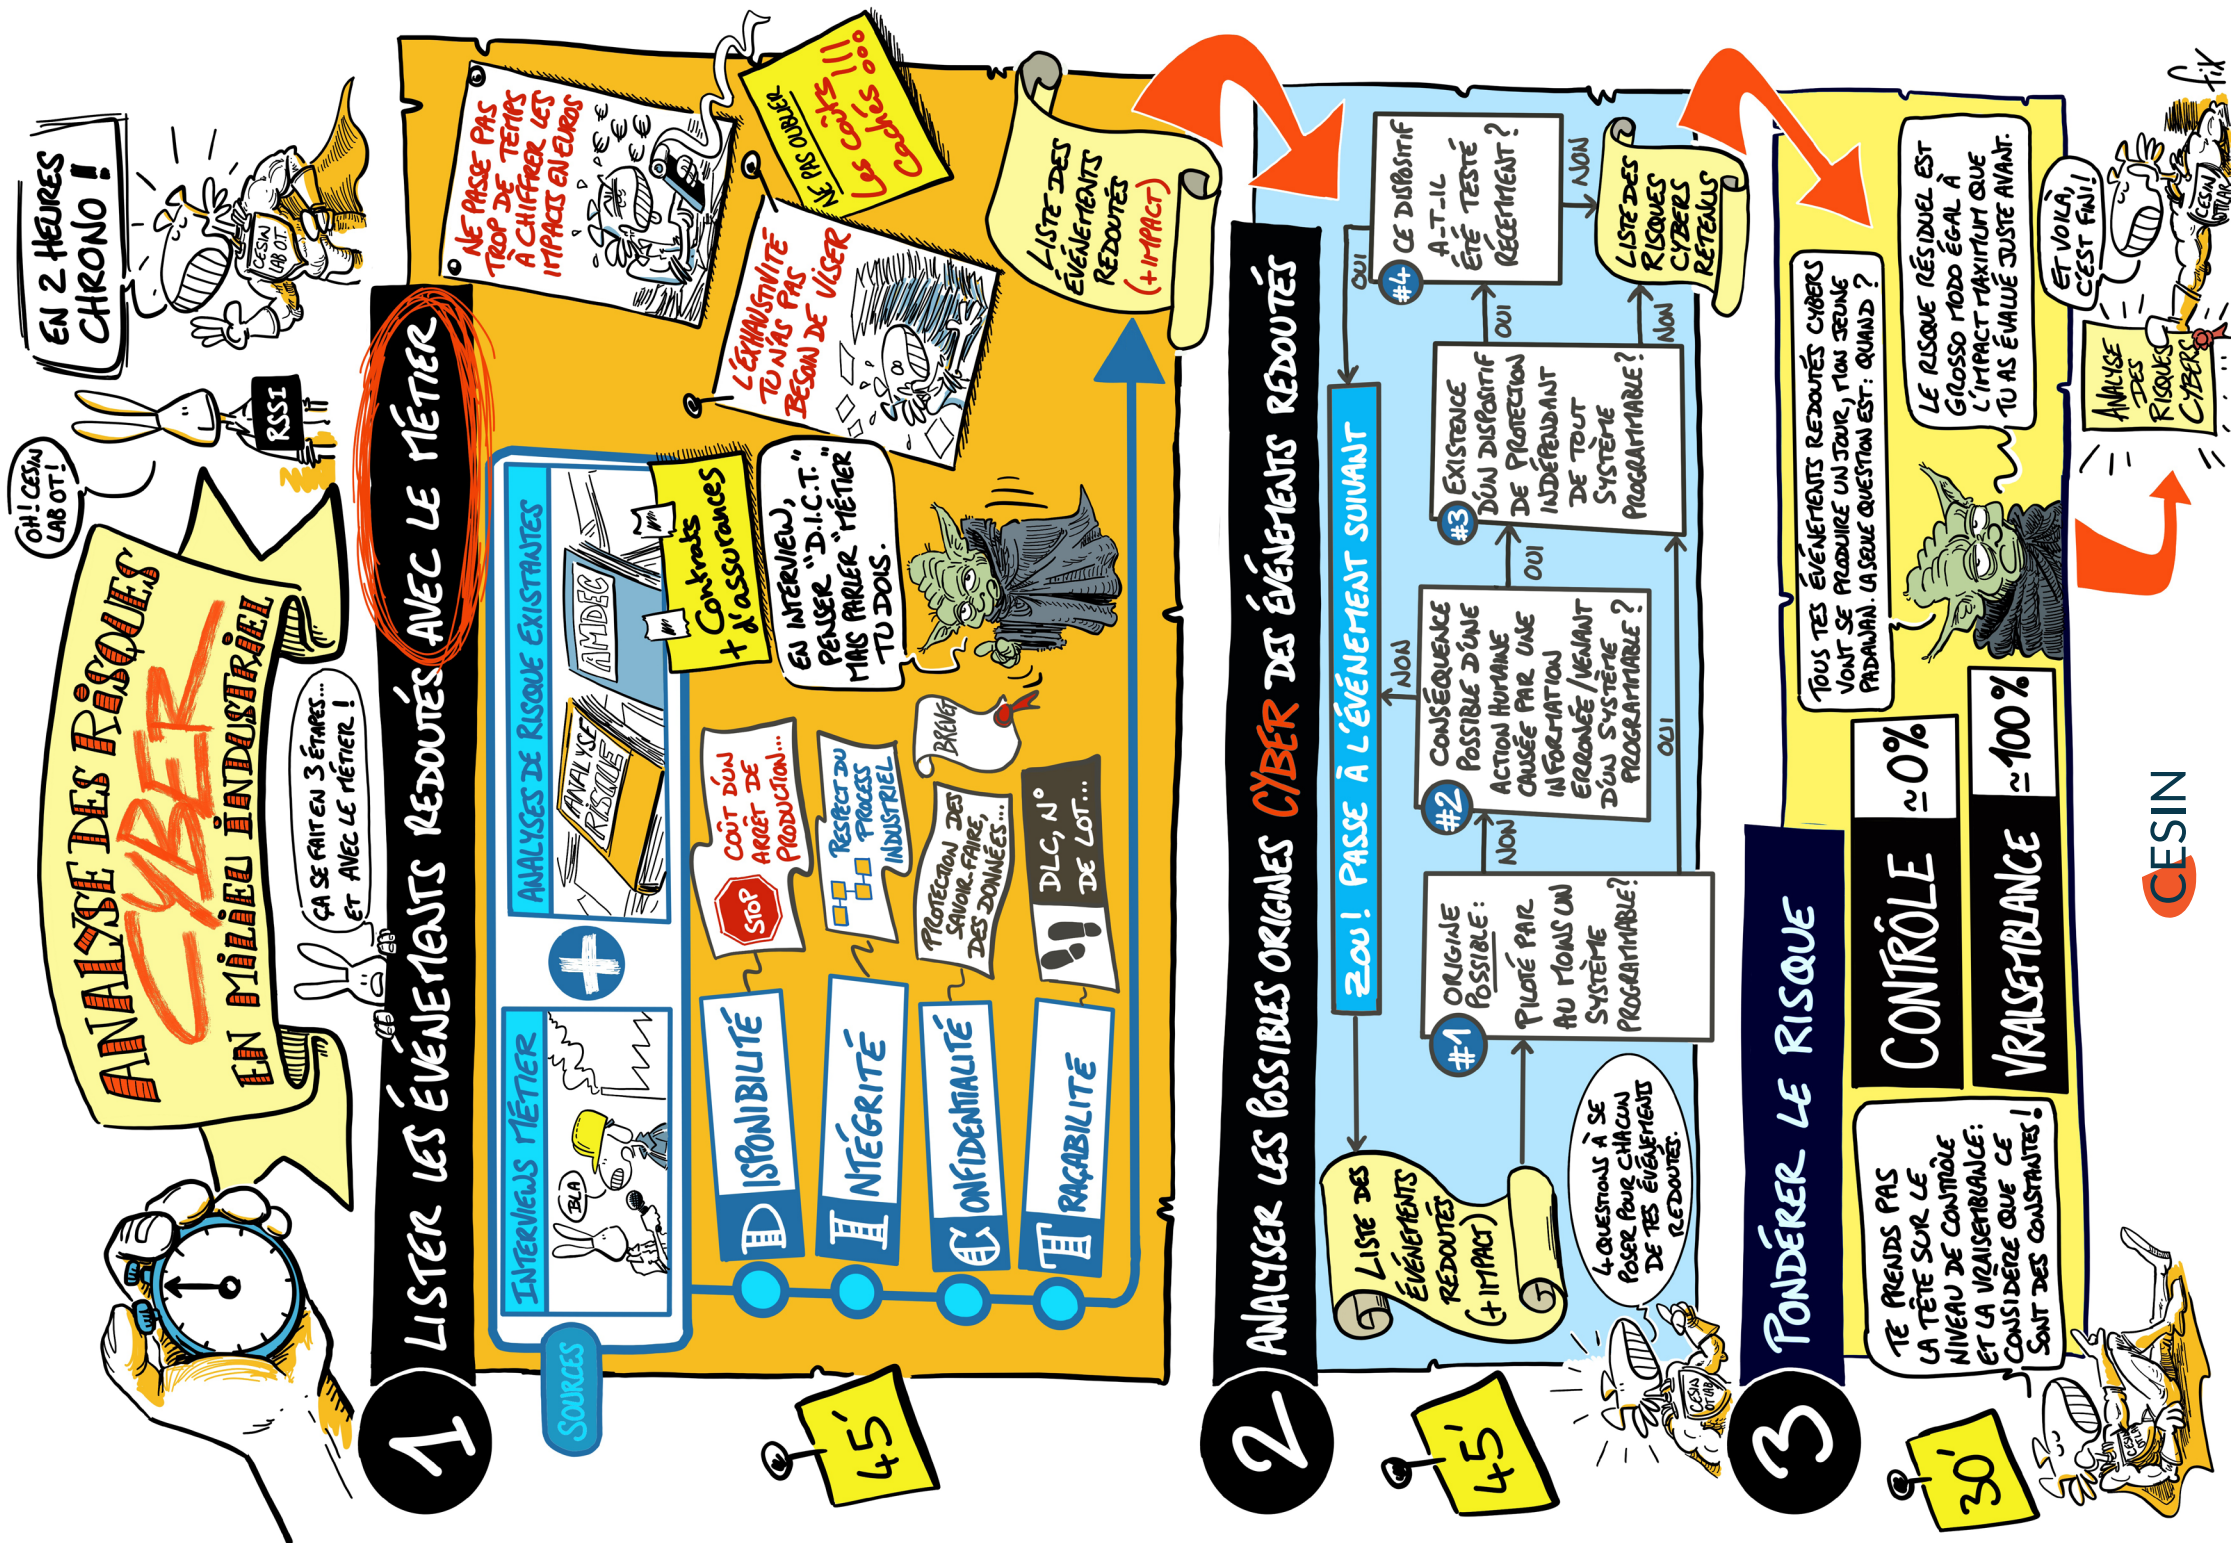 OH! CESIN
LAB OT!
RSSI
EN 2 HEURES
CHRONO !
CESIN
LAB OT
ANALYSE DES RISQUES
CYBER
EN MILIEU INDUSTRIEL
ÇA SE FAIT EN 3 ÉTAPES...
ET AVEC LE MÉTIER !
1
LISTER LES ÉVÉNEMENTS REDOUTÉS AVEC LE MÉTIER
45'
SOURCES
INTERVIEWS MÉTIER
BLA
ANALYSES DE RISQUE EXISTANTES
ANALYSE
RISQUE
AMDEC
+ Contrats
d'assurances
NE PASSE PAS
TROP DE TEMPS
À CHIFFRER LES
IMPACTS EN EUROS
€ € € € €
L'EXHAUSTIVITÉ
TU N'AS PAS
BESOIN DE VISER
NE PAS OUBLIER
Les coûts !!!
Cachés ...
DISPONIBILITÉ
STOP
COÛT D'UN
ARRÊT DE
PRODUCTION...
INTÉGRITÉ
RESPECT DU
PROCESS
INDUSTRIEL
CONFIDENTIALITÉ
PROTECTION DES
SAVOIR-FAIRE,
DES DONNÉES...
BREVET
TRAÇABILITÉ
DLC, N°
DE LOT...
EN INTERVIEW,
PENSER "D.I.C.T."
MAIS PARLER "MÉTIER"
TU DOIS.
LISTE DES
ÉVÉNEMENTS
REDOUTÉS
(+ IMPACT)
2
ANALYSER LES POSSIBLES ORIGINES CYBER DES ÉVÉNEMENTS REDOUTÉS
45'
ZOU ! PASSE À L'ÉVÉNEMENT SUIVANT
LISTE DES
ÉVÉNEMENTS
REDOUTÉS
(+ IMPACT)
4 QUESTIONS À SE
POSER POUR CHACUN
DE TES ÉVÉNEMENTS
REDOUTÉS.
#1 ORIGINE
POSSIBLE :
PILOTÉ PAR
AU MOINS UN
SYSTÈME
PROGRAMMABLE?
NON
OUI
#2 CONSÉQUENCE
POSSIBLE D'UNE
ACTION HUMAINE
CAUSÉE PAR UNE
INFORMATION
ERRONÉE/VENANT
D'UN SYSTÈME
PROGRAMMABLE ?
NON
OUI
#3 EXISTENCE
D'UN DISPOSITIF
DE PROTECTION
INDÉPENDANT
DE TOUT
SYSTÈME
PROGRAMMABLE?
OUI
NON
#4 CE DISPOSITIF
A-T-IL
ÉTÉ TESTÉ
RÉCEMMENT ?
OUI
NON
LISTE DES
RISQUES
CYBERS
RETENUS
3
PONDÉRER LE RISQUE
30'
TE PRENDS PAS
LA TÊTE SUR LE
NIVEAU DE CONTRÔLE
ET LA VRAISEMBLANCE :
CONSIDÈRE QUE CE
SONT DES CONSTANTES !
CONTRÔLE ≃0%
VRAISEMBLANCE ≃100%
TOUS TES ÉVÉNEMENTS REDOUTÉS CYBERS
VONT SE PRODUIRE UN JOUR, MON JEUNE
PADAWAN. LA SEULE QUESTION EST : QUAND ?
LE RISQUE RÉSIDUEL EST
GROSSO MODO ÉGAL À
L'IMPACT MAXIMUM QUE
TU AS ÉVALUÉ JUSTE AVANT.
ET VOILÀ,
C'EST FINI !
ANALYSE
DES
RISQUES
CYBERS
CESIN
fix